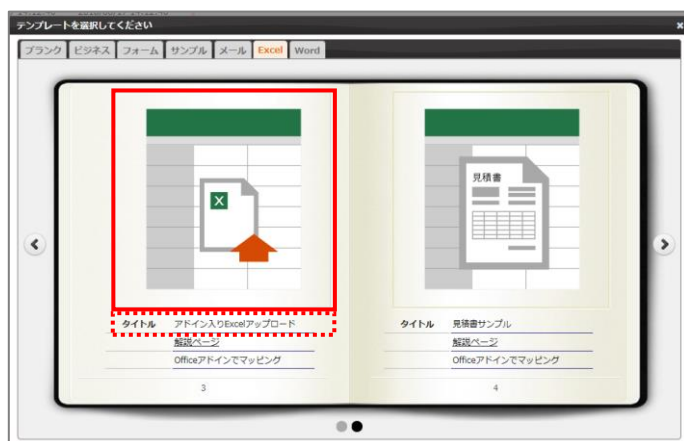 テンプレートを選択してください
ブランク ビジネス フォーム サンプル メール Excel Word
X
見積書
タイトル アドイン入りExcelアップロード
解説ページ
Officeアドインでマッピング
3
タイトル 見積書サンプル
解説ページ
Officeアドインでマッピング
4